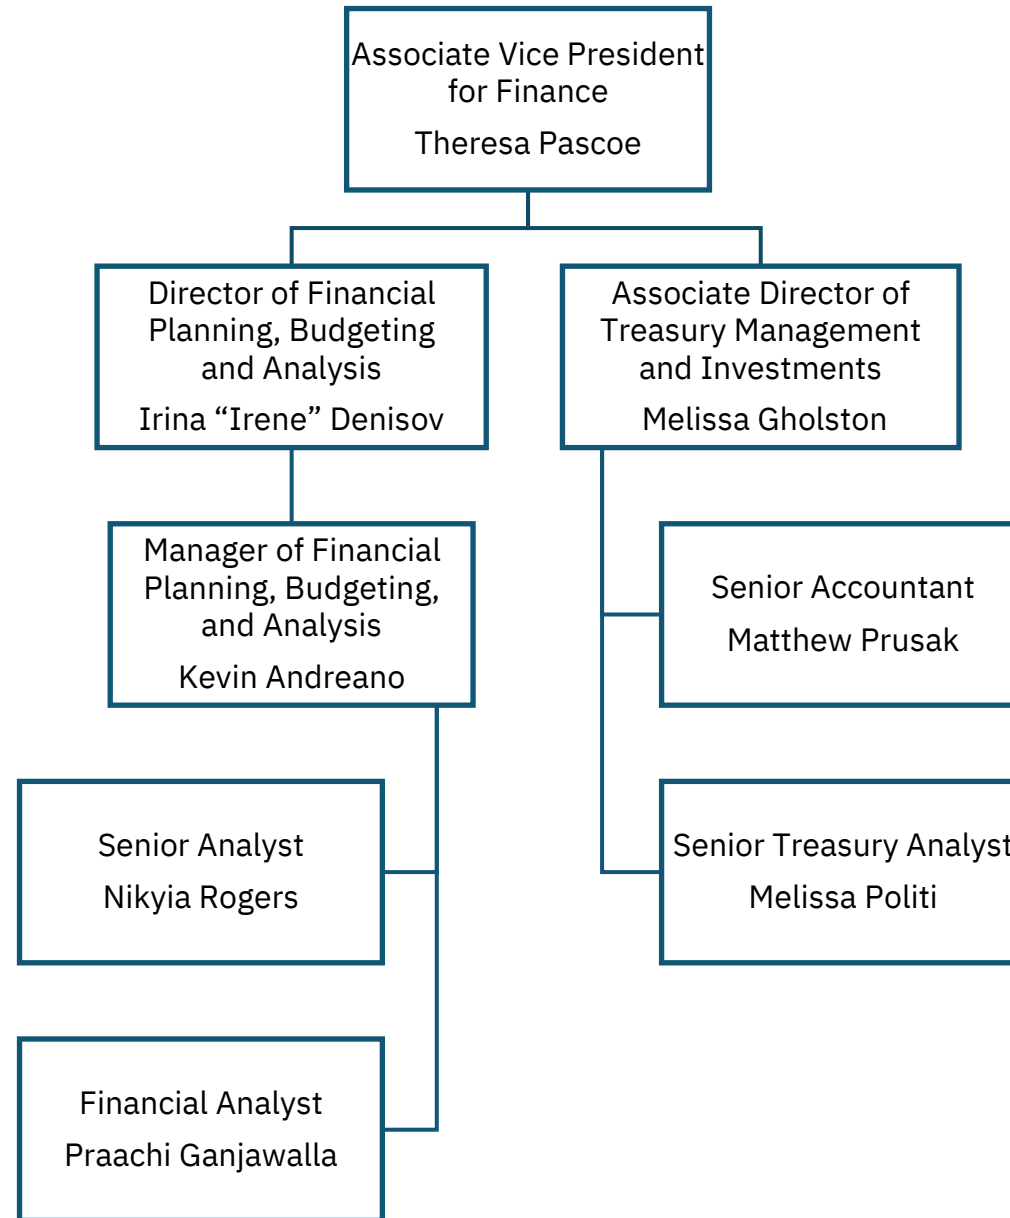 Associate Vice President
for Finance
Theresa Pascoe
Director of Financial
Planning, Budgeting
and Analysis
Irina “Irene” Denisov
Associate Director of
Treasury Management
and Investments
Melissa Gholston
Manager of Financial
Planning, Budgeting,
and Analysis
Kevin Andreano
Senior Accountant
Matthew Prusak
Senior Analyst
Nikyia Rogers
Senior Treasury Analyst
Melissa Politi
Financial Analyst
Praachi Ganjawalla